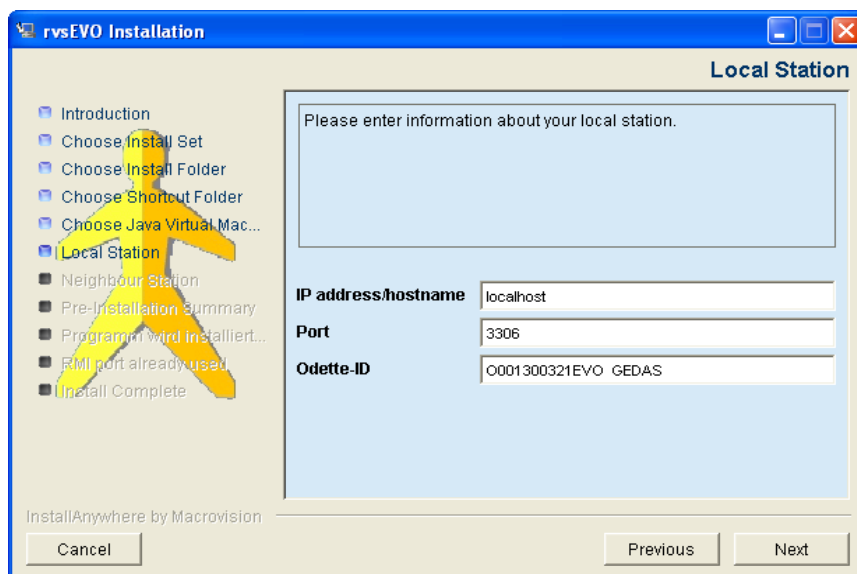 rvsEVO Installation
Local Station
Introduction
Choose Install Set
Choose Install Folder
Choose Shortcut Folder
Choose Java Virtual Mac...
Local Station
Neighbour Station
Pre-Installation Summary
Programm wird installiert...
RMI port already used
Install Complete
Please enter information about your local station.
IP address/hostname localhost
Port 3306
Odette-ID O001300321EVO GEDAS
InstallAnywhere by Macrovision
Cancel Previous Next